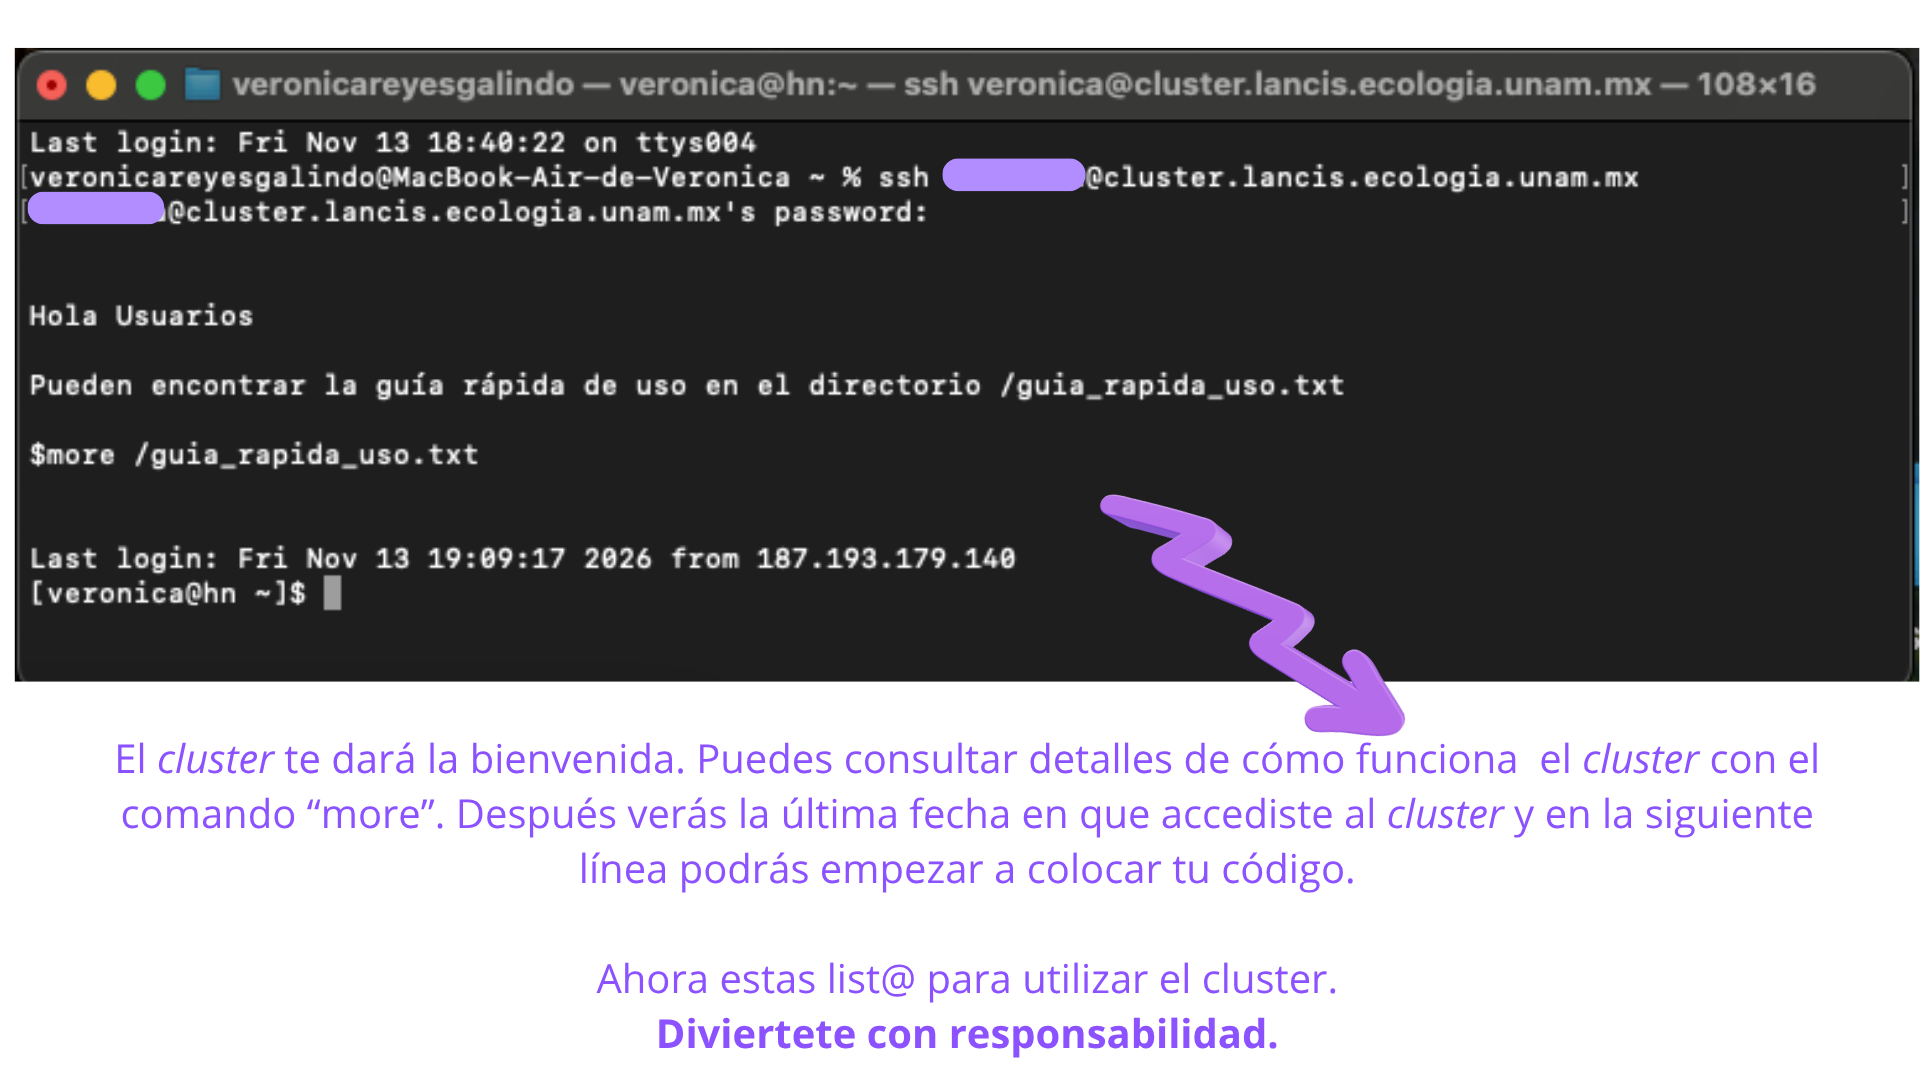 veronicareyesgalindo — veronica@hn:~ — ssh veronica@cluster.lancis.ecologia.unam.mx — 108×16
Last login: Fri Nov 13 18:40:22 on ttys004
[veronicareyesgalindo@MacBook-Air-de-Veronica ~ % ssh @cluster.lancis.ecologia.unam.mx ]
[ @cluster.lancis.ecologia.unam.mx's password: ]
Hola Usuarios
Pueden encontrar la guía rápida de uso en el directorio /guia_rapida_uso.txt
$more /guia_rapida_uso.txt
Last login: Fri Nov 13 19:09:17 2026 from 187.193.179.140
[veronica@hn ~]$
El cluster te dará la bienvenida. Puedes consultar detalles de cómo funciona el cluster con el
comando “more”. Después verás la última fecha en que accediste al cluster y en la siguiente
línea podrás empezar a colocar tu código.
Ahora estas list@ para utilizar el cluster.
Diviertete con responsabilidad.